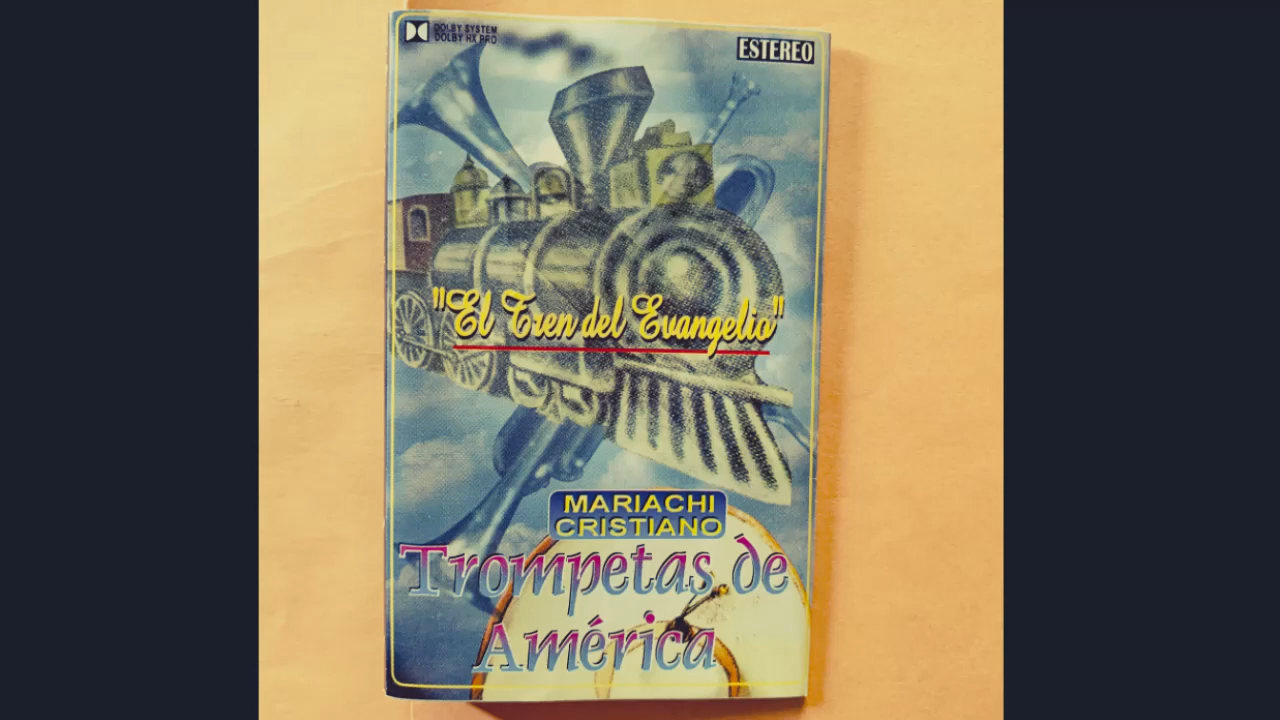 DOLBY SYSTEM
DOLBY HX PRO
ESTEREO
"El Tren del Evangelio"
MARIACHI
CRISTIANO
Trompetas de
América